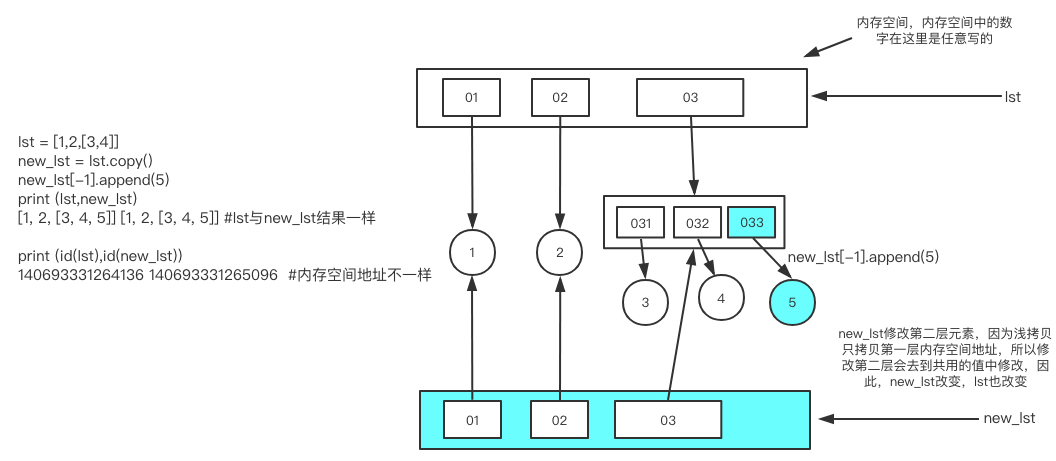 内存空间，内存空间中的数
字在这里是任意写的
01
02
03
lst
lst = [1,2,[3,4]]
new_lst = lst.copy()
new_lst[-1].append(5)
print (lst,new_lst)
[1, 2, [3, 4, 5]] [1, 2, [3, 4, 5]] #lst与new_lst结果一样
print (id(lst),id(new_lst))
140693331264136 140693331265096 #内存空间地址不一样
031
032
033
1
2
new_lst[-1].append(5)
3
4
5
new_lst修改第二层元素，因为浅拷贝
只拷贝第一层内存空间地址，所以修
改第二层会去到共用的值中修改，因
此，new_lst改变，lst也改变
01
02
03
new_lst